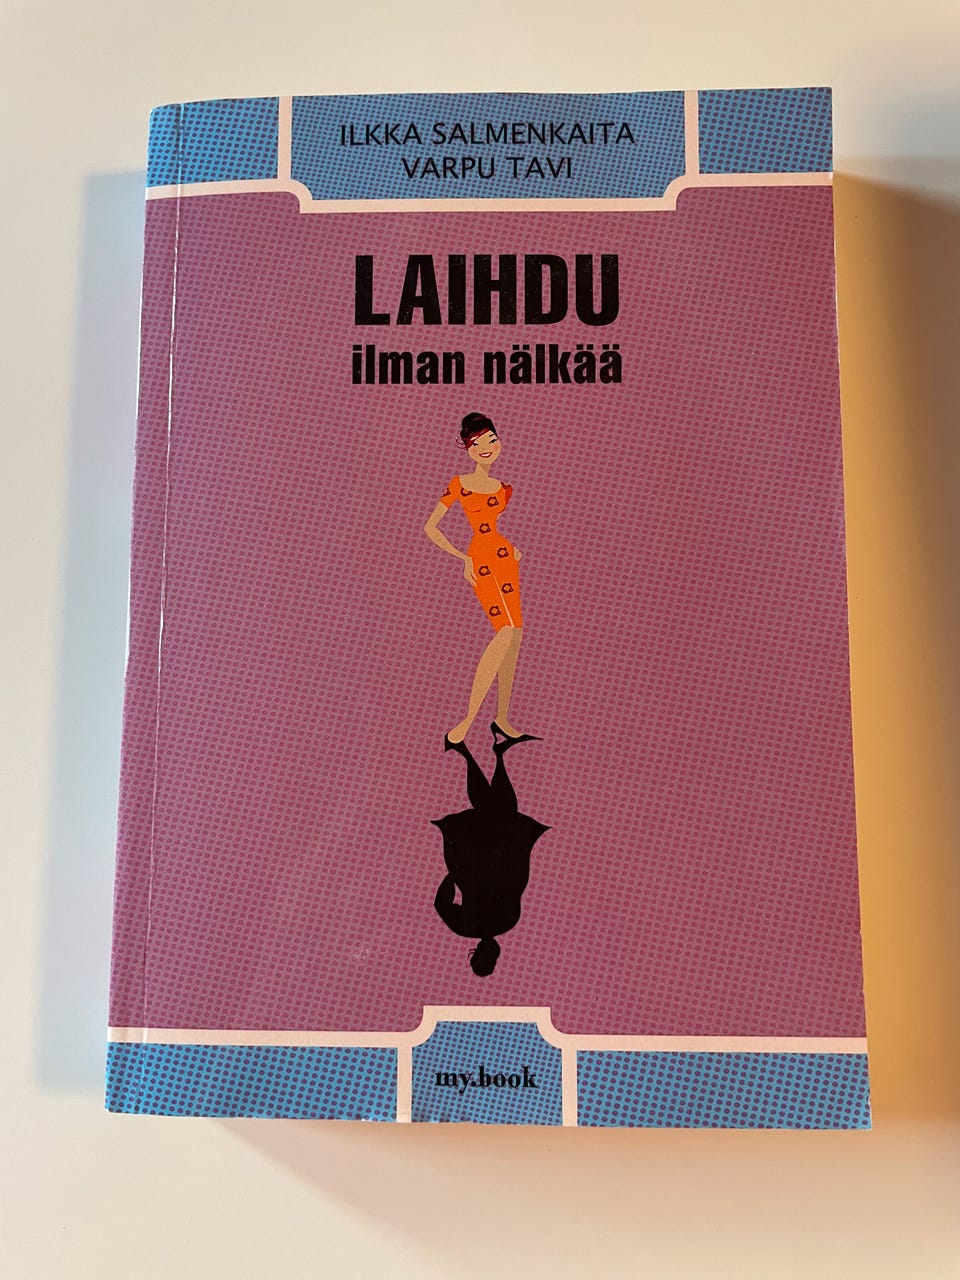 ILKKA SALMENKAITA
VARPU TAVI
LAIHDU
ilman nälkää
my.book